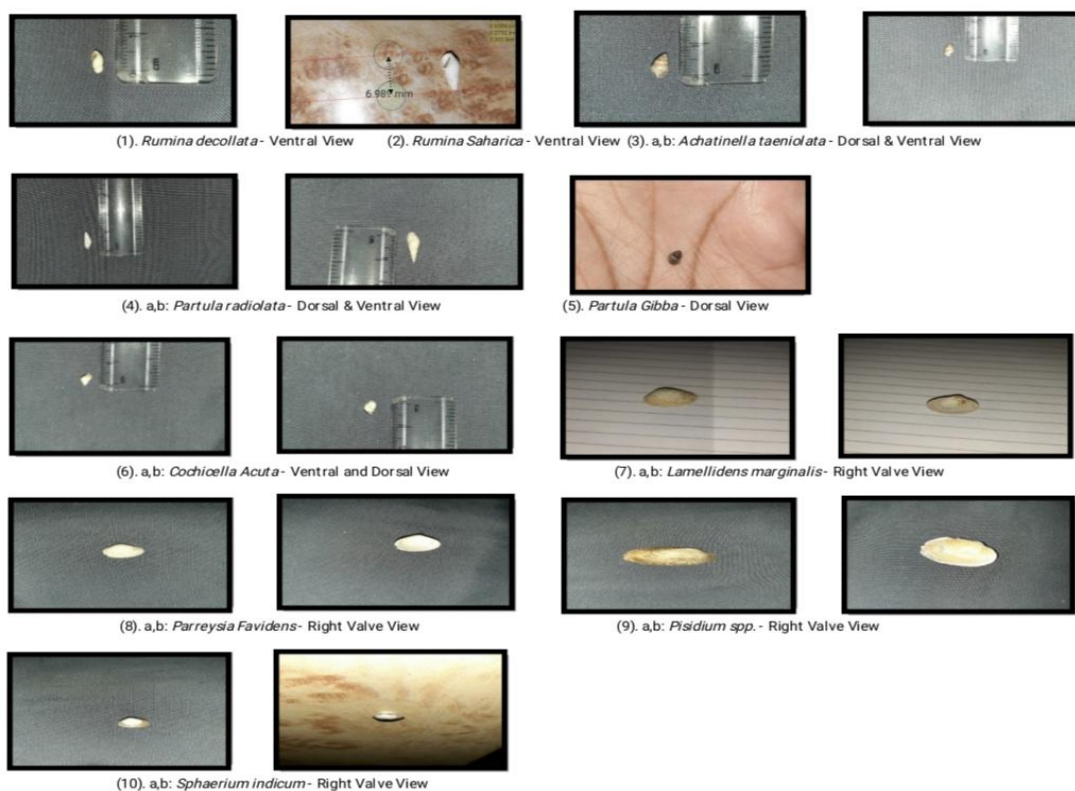 6.989 mm
(1). Rumina decollata - Ventral View
(2). Rumina Saharica - Ventral View
(3). a,b: Achatinella taeniolata - Dorsal & Ventral View
(4). a,b: Partula radiolata - Dorsal & Ventral View
(5). Partula Gibba - Dorsal View
(6). a,b: Cochicella Acuta - Ventral and Dorsal View
(7). a,b: Lamellidens marginalis - Right Valve View
(8). a,b: Parreysia Favidens - Right Valve View
(9). a,b: Pisidium spp. - Right Valve View
(10). a,b: Sphaerium indicum - Right Valve View